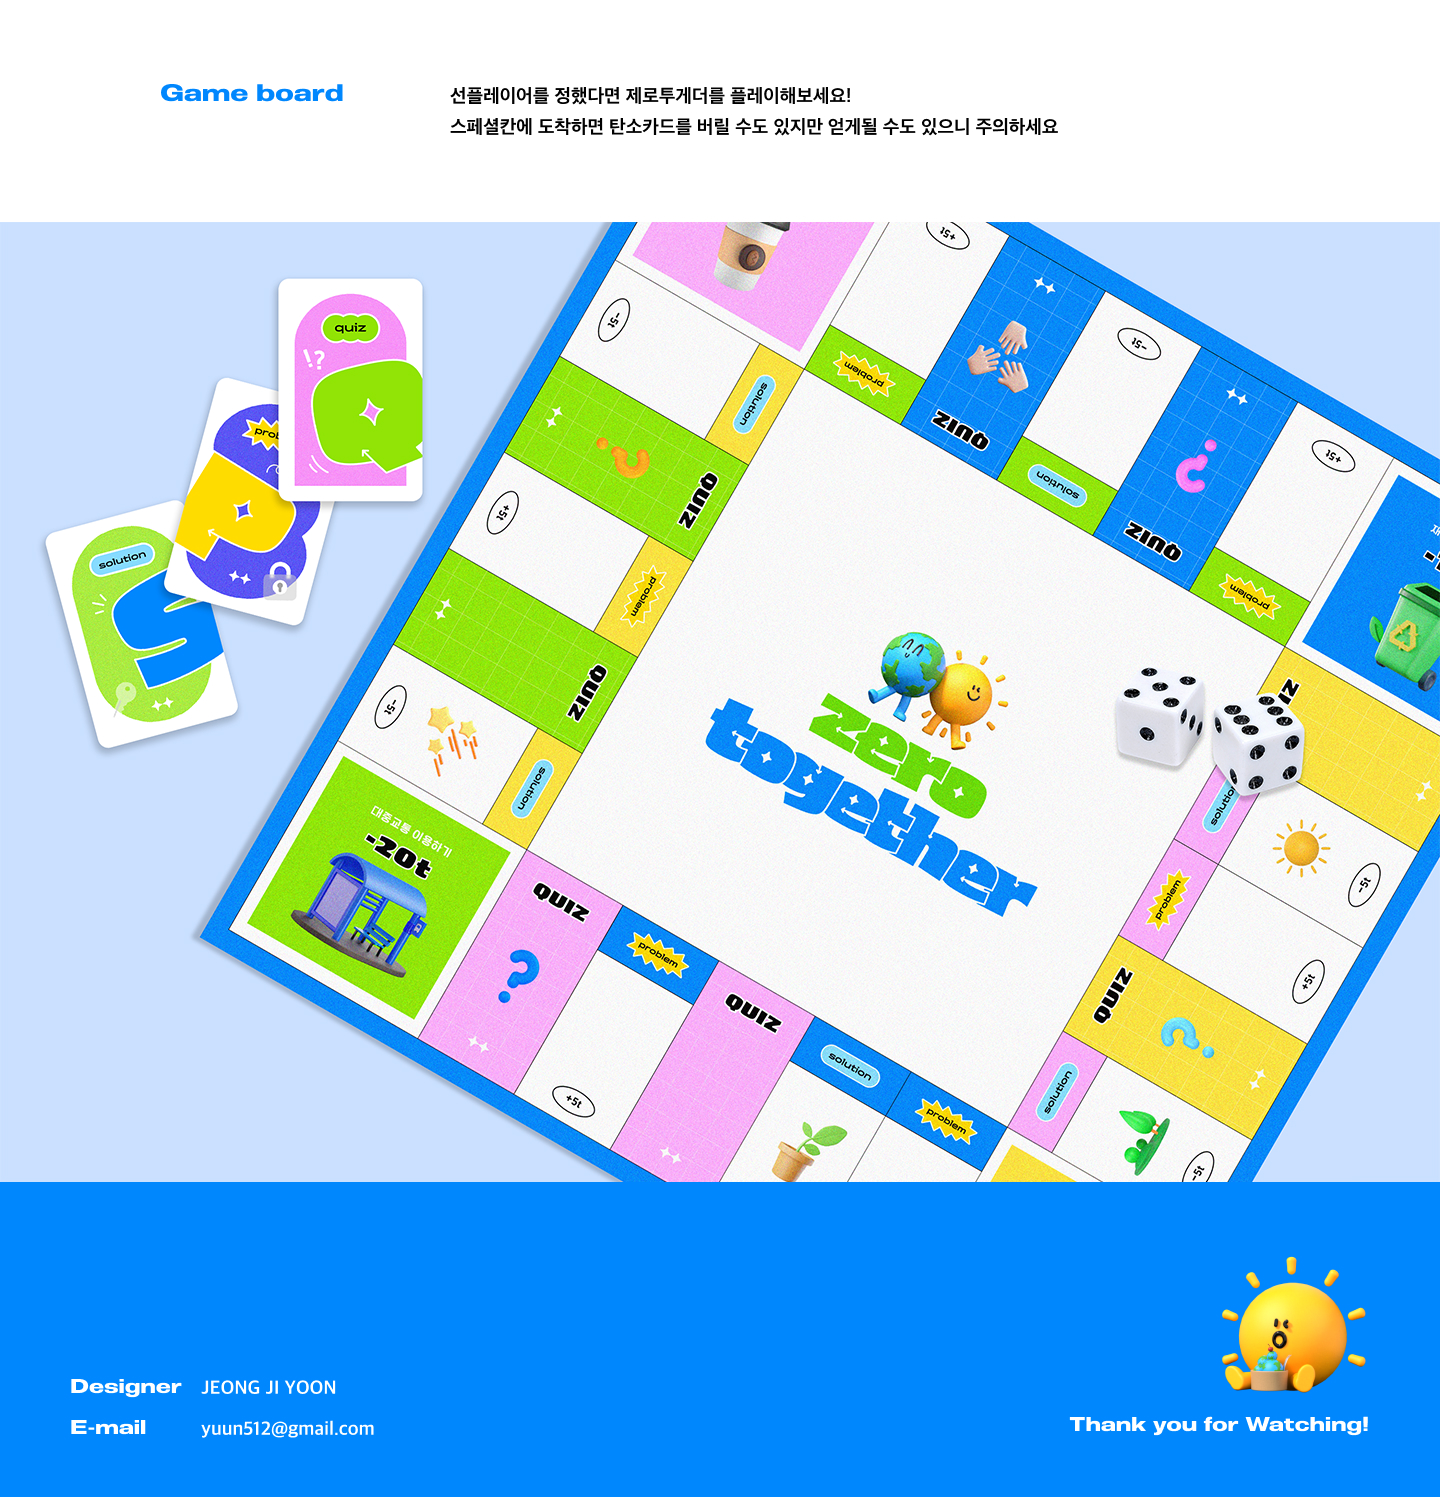 Game board
선플레이어를 정했다면 제로투게더를 플레이해보세요!
스페셜칸에 도착하면 탄소카드를 버릴 수도 있지만 얻게될 수도 있으니 주의하세요
quiz
!?
solution
+5t
-5t
+5t
-5t
problem
QUIZ
solution
QUIZ
problem
solution
QUIZ
+5t
problem
QUIZ
-5t
solution
zero
together
대중교통 이용하기
-20t
QUIZ
problem
+5t
QUIZ
solution
problem
solution
problem
QUIZ
solution
-5t
+5t
-5t
Designer JEONG JI YOON
E-mail yuun512@gmail.com
Thank you for Watching!